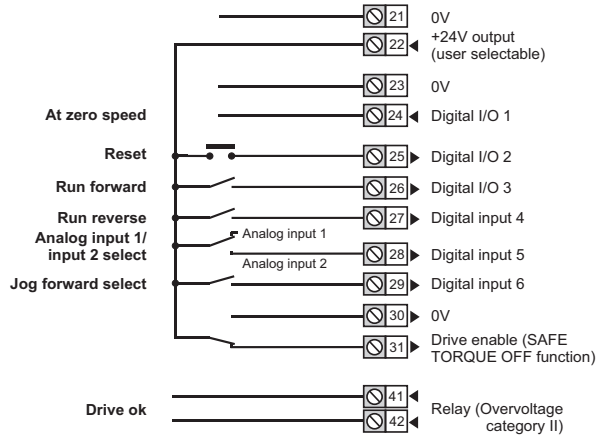 21 0V
22 +24V output
(user selectable)
23 0V
At zero speed 24 Digital I/O 1
Reset 25 Digital I/O 2
Run forward 26 Digital I/O 3
Run reverse 27 Digital input 4
Analog input 1/
input 2 select
Analog input 1
Analog input 2
28 Digital input 5
Jog forward select 29 Digital input 6
30 0V
31 Drive enable (SAFE
TORQUE OFF function)
Drive ok
41
42
Relay (Overvoltage
category II)